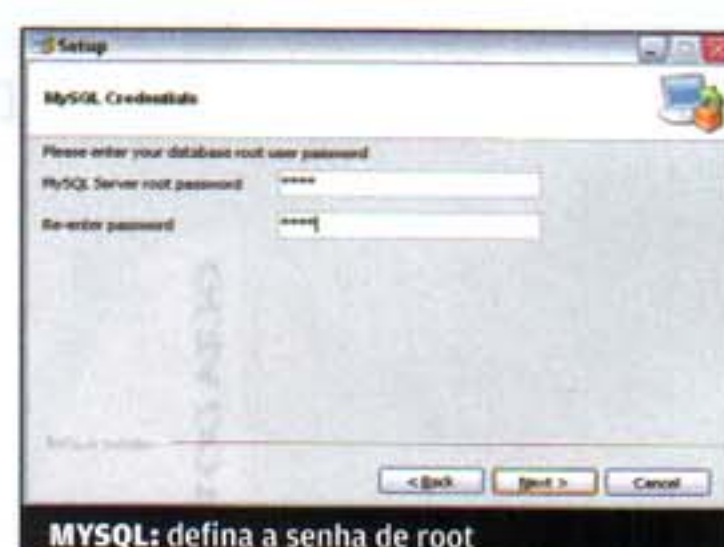 Setup
MySQL Credentials
Please enter your database root user password
MySQL Server root password ****
Re-enter password ****
< Back Next > Cancel
MYSQL: defina a senha de root